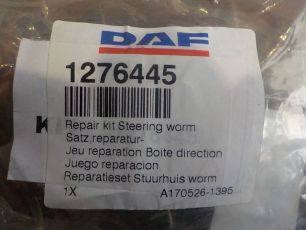 DAF
1276445
K
Repair kit Steering worm
Satz,reparatur-
Jeu reparation Boite direction
Juego reparacion
Reparatieset Stuurhuis worm
1X A170526-1395